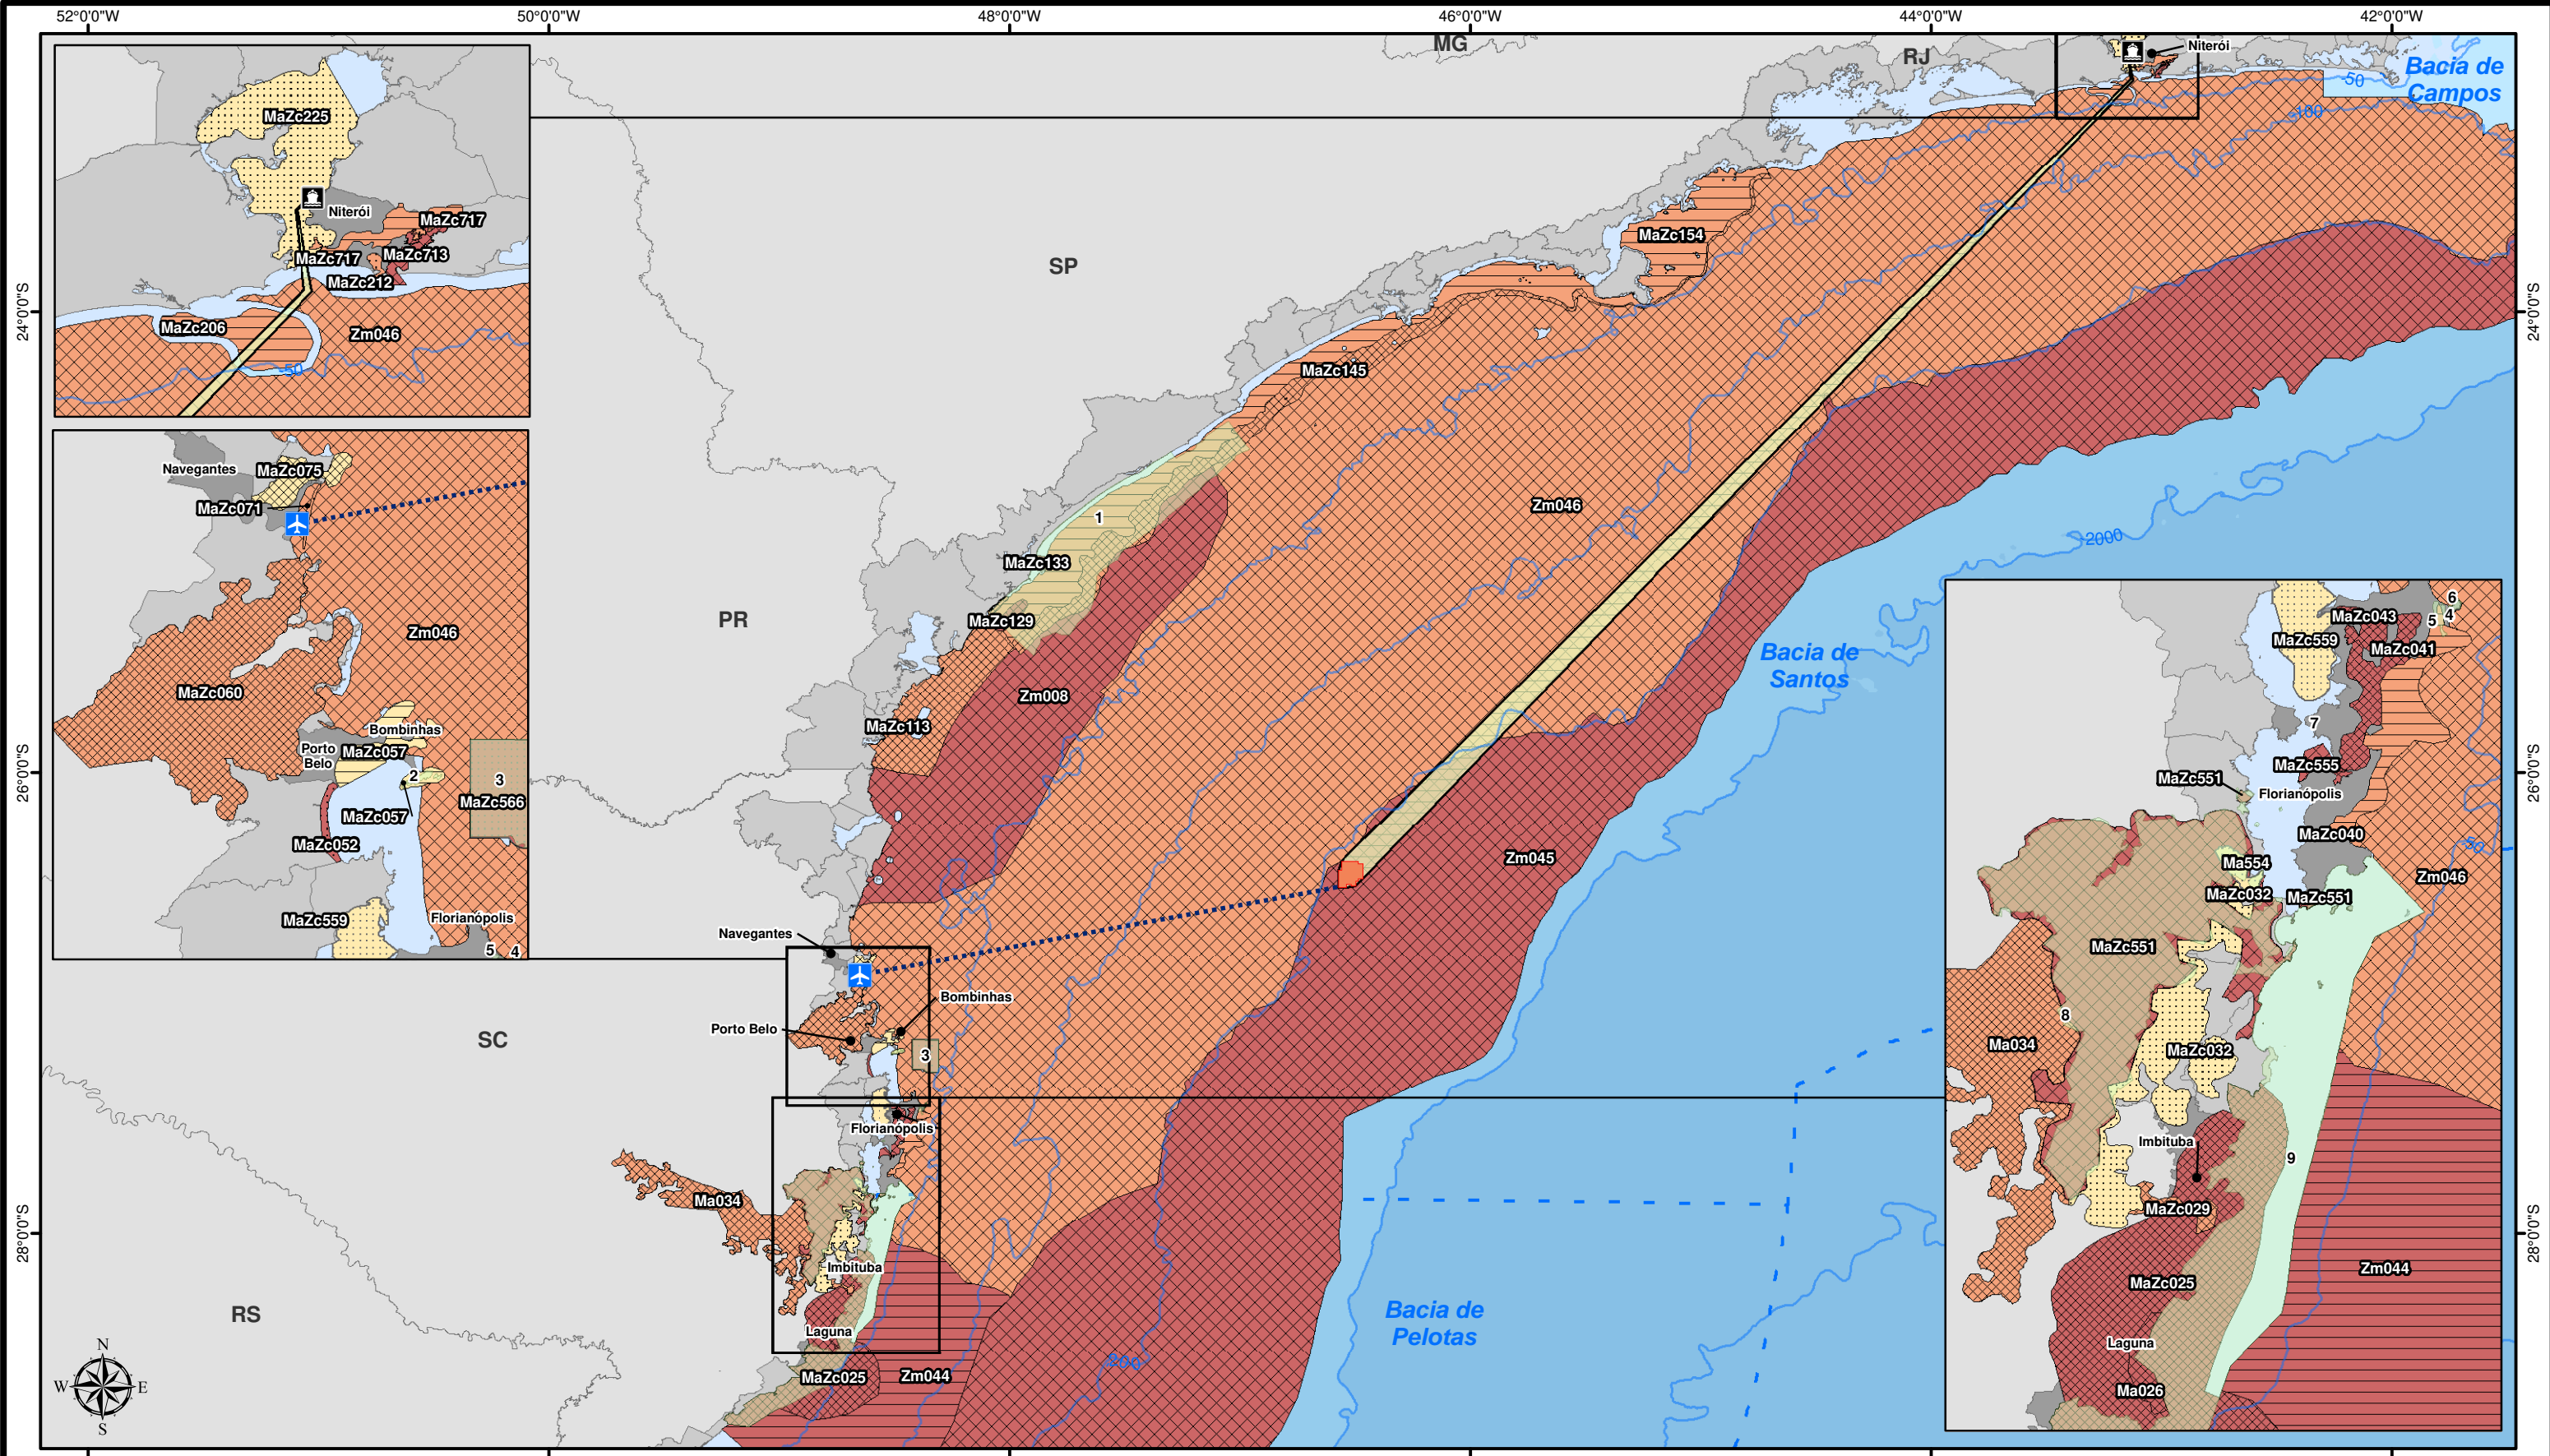 52°0'0"W
50°0'0"W
48°0'0"W
46°0'0"W
44°0'0"W
42°0'0"W
MG
RJ
Niterói
-50
Bacia de
Campos
-100
MaZc225
Niterói
MaZc717
MaZc717
MaZc713
MaZc212
MaZc206
Zm046
-50
SP
MaZc154
24°0'0"S
24°0'0"S
MaZc145
Navegantes
MaZc075
MaZc071
Zm046
MaZc060
Bombinhas
Porto
Belo
MaZc057
2
3
MaZc566
MaZc057
MaZc052
MaZc559
Florianópolis
5
4
1
MaZc133
MaZc129
PR
Zm008
MaZc113
Zm046
-2000
Bacia de
Santos
26°0'0"S
26°0'0"S
Zm045
Navegantes
Bombinhas
Porto Belo
3
SC
Florianópolis
Ma034
Imbituba
Laguna
MaZc025
Zm044
RS
28°0'0"S
28°0'0"S
Bacia de
Pelotas
-200
N
W
E
S
6
MaZc043
5
4
MaZc559
MaZc041
7
MaZc555
MaZc551
Florianópolis
MaZc040
-50
Ma554
Zm046
MaZc032
MaZc551
MaZc551
8
Ma034
MaZc032
Imbituba
9
MaZc029
Zm044
MaZc025
Laguna
Ma026